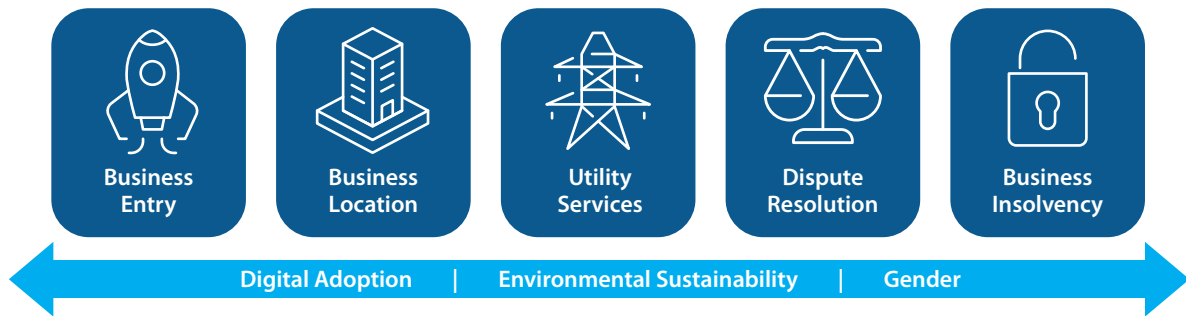 Business
Entry
Business
Location
Utility
Services
Dispute
Resolution
Business
Insolvency
Digital Adoption | Environmental Sustainability | Gender